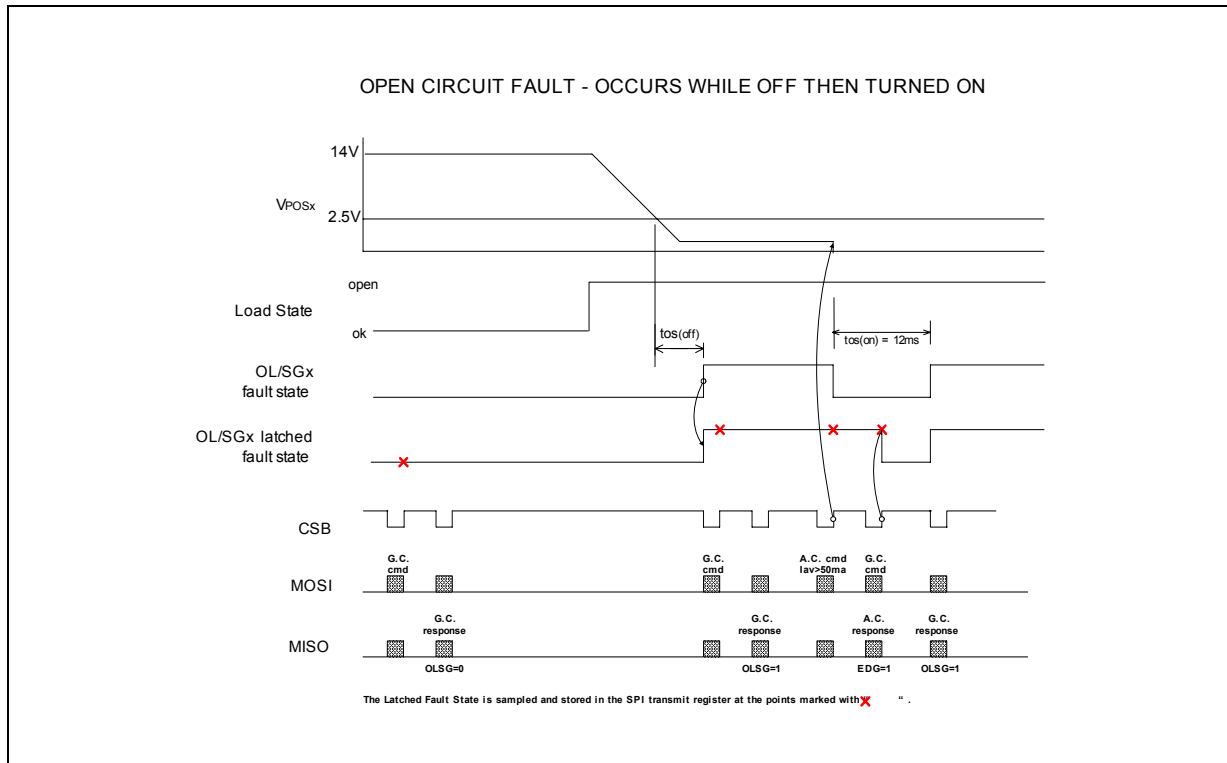 OPEN CIRCUIT FAULT - OCCURS WHILE OFF THEN TURNED ON
14V
VPOSx
2.5V
open
Load State
ok
tos(off)
tos(on) = 12ms
OL/SGx
fault state
OL/SGx latched
fault state
CSB
G.C.
cmd
G.C.
cmd
A.C. cmd
Iav>50ma
G.C.
cmd
MOSI
G.C.
response
G.C.
response
A.C.
response
G.C.
response
MISO
OLSG=0
OLSG=1
EDG=1
OLSG=1
The Latched Fault State is sampled and stored in the SPI transmit register at the points marked with “ “ .